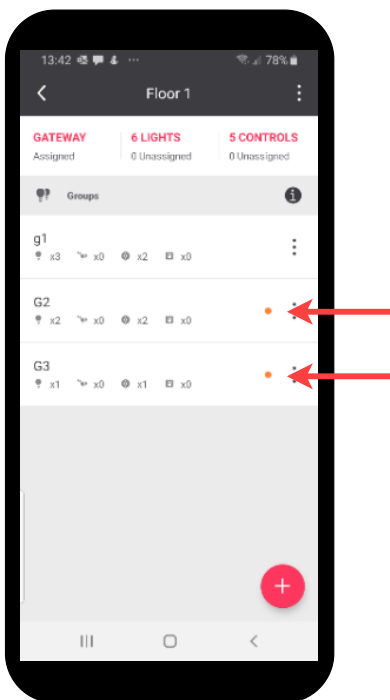 13:42 78%
Floor 1
GATEWAY 6 LIGHTS 5 CONTROLS
Assigned 0 Unassigned 0 Unassigned
Groups
g1
x3 x0 x2 x0
G2
x2 x0 x2 x0
G3
x1 x0 x1 x0